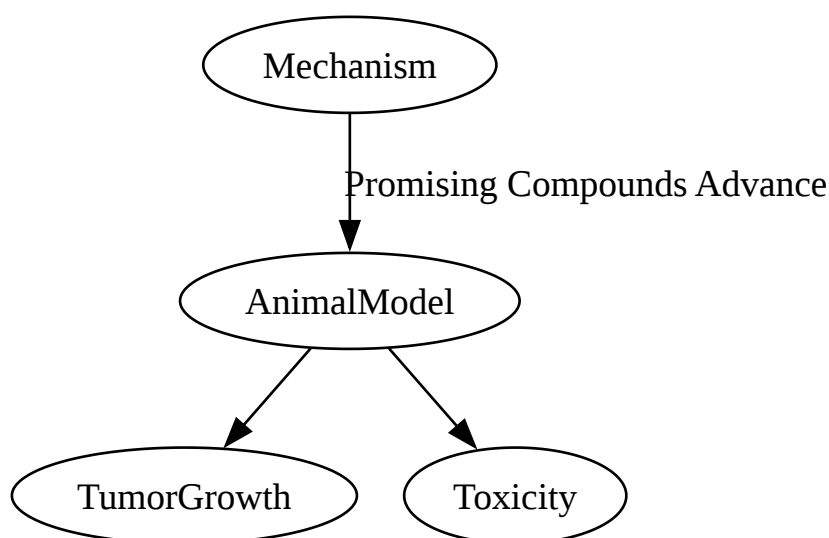 Mechanism
Promising Compounds Advance
AnimalModel
TumorGrowth
Toxicity